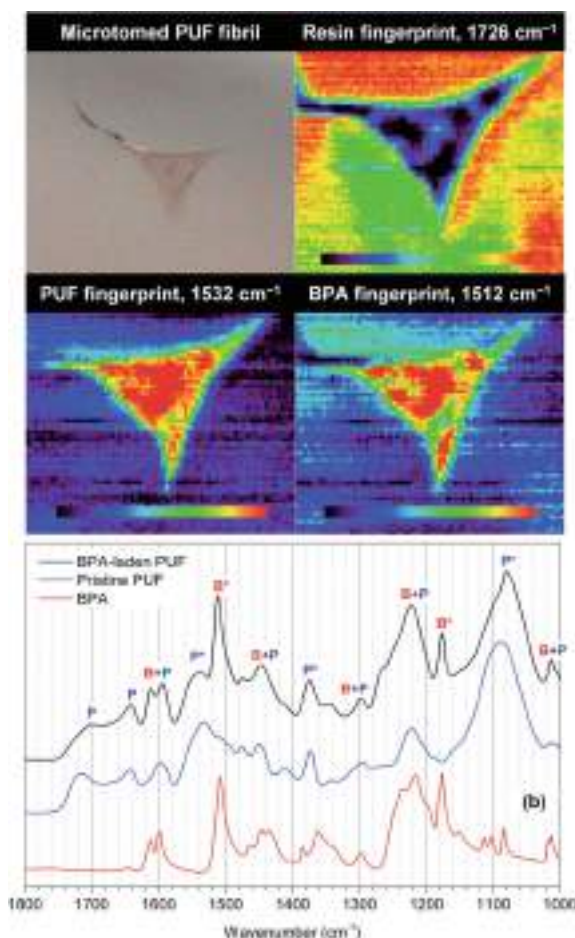 Microtomed PUF fibril
Resin fingerprint, 1726 cm⁻¹
PUF fingerprint, 1532 cm⁻¹
BPA fingerprint, 1512 cm⁻¹
BPA-laden PUF
Pristine PUF
BPA
P
P
B+P
P*
B*
B+P
P*
B+P
B+P
B*
P*
B+P
(b)
1800 1700 1600 1500 1400 1300 1200 1100 1000
Wavenumber (cm⁻¹)